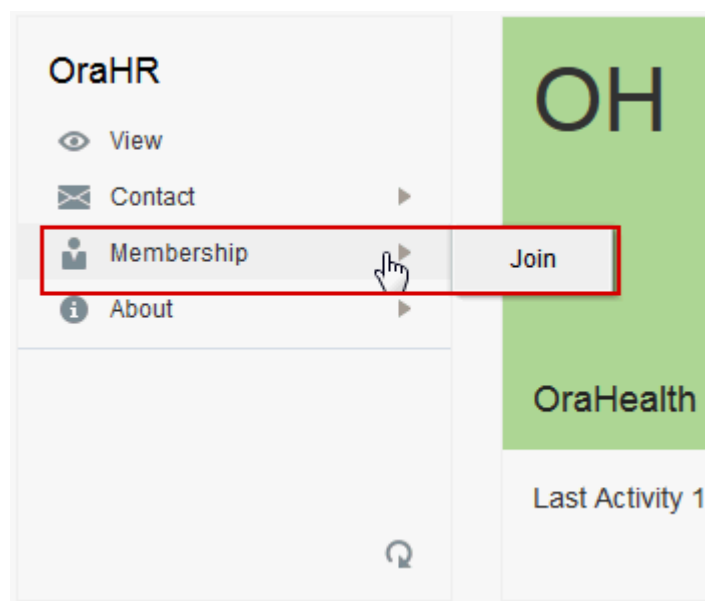 OraHR
View
Contact
Membership
Join
About
OH
OraHealth
Last Activity 1